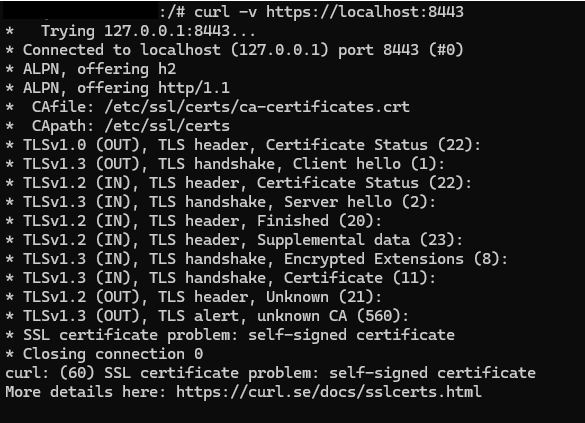 :/# curl -v https://localhost:8443
*   Trying 127.0.0.1:8443...
* Connected to localhost (127.0.0.1) port 8443 (#0)
* ALPN, offering h2
* ALPN, offering http/1.1
*  CAfile: /etc/ssl/certs/ca-certificates.crt
*  CApath: /etc/ssl/certs
* TLSv1.0 (OUT), TLS header, Certificate Status (22):
* TLSv1.3 (OUT), TLS handshake, Client hello (1):
* TLSv1.2 (IN), TLS header, Certificate Status (22):
* TLSv1.3 (IN), TLS handshake, Server hello (2):
* TLSv1.2 (IN), TLS header, Finished (20):
* TLSv1.2 (IN), TLS header, Supplemental data (23):
* TLSv1.3 (IN), TLS handshake, Encrypted Extensions (8):
* TLSv1.3 (IN), TLS handshake, Certificate (11):
* TLSv1.2 (OUT), TLS header, Unknown (21):
* TLSv1.3 (OUT), TLS alert, unknown CA (560):
* SSL certificate problem: self-signed certificate
* Closing connection 0
curl: (60) SSL certificate problem: self-signed certificate
More details here: https://curl.se/docs/sslcerts.html